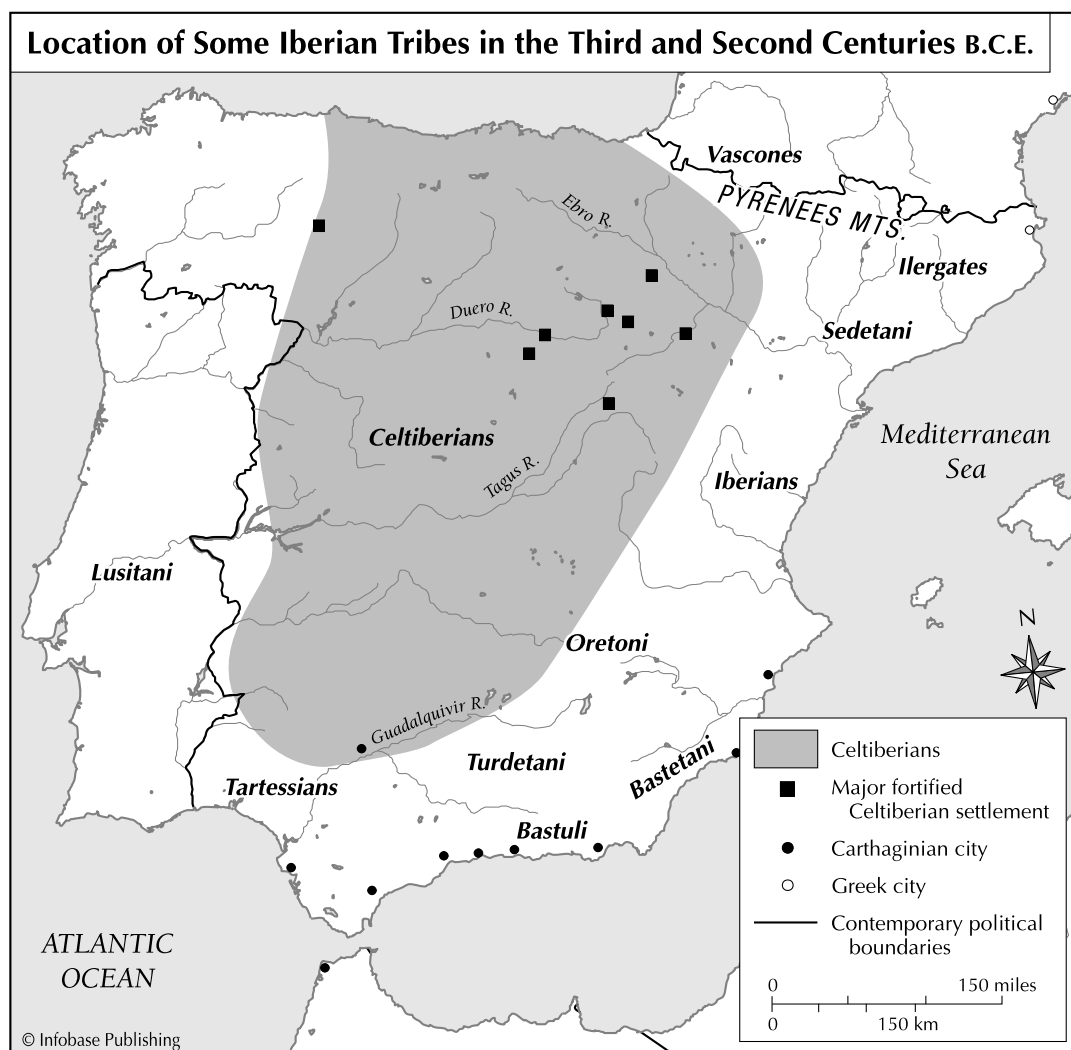 Location of Some Iberian Tribes in the Third and Second Centuries B.C.E.
Vascones
PYRENEES MTS.
Ebro R.
Ilergates
Duero R.
Sedetani
Celtiberians
Mediterranean
Sea
Tagus R.
Iberians
Lusitani
Oretoni
N
Guadalquivir R.
Turdetani
Bastetani
Tartessians
Bastuli
ATLANTIC
OCEAN
Celtiberians
Major fortified
Celtiberian settlement
Carthaginian city
Greek city
Contemporary political
boundaries
0 150 miles
0 150 km
© Infobase Publishing